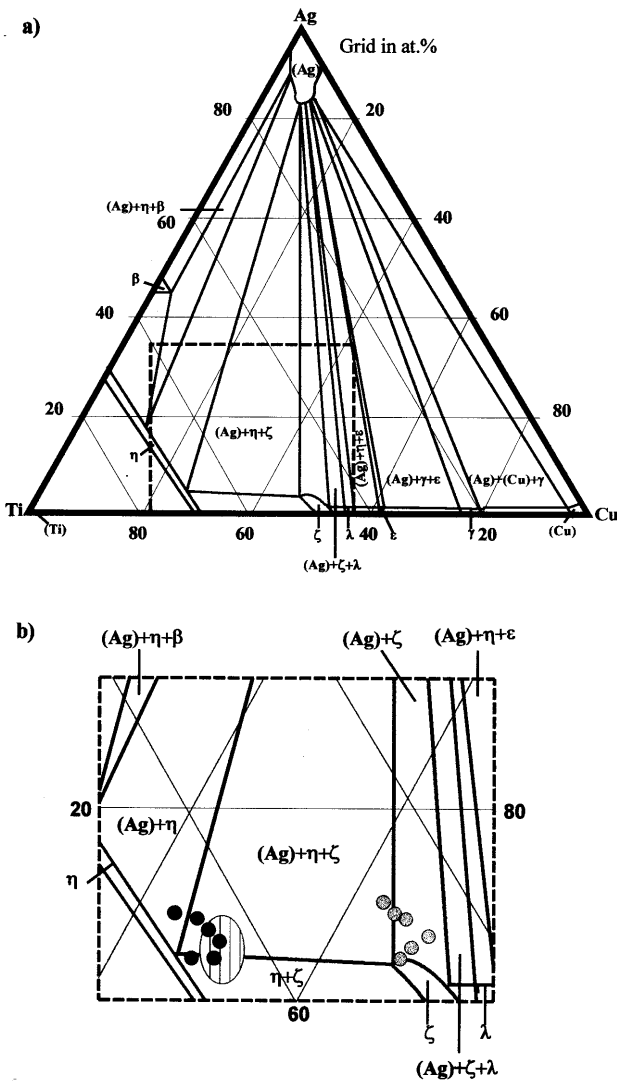 a)
Ag
Grid in at.%
(Ag)
80
20
(Ag)+η+β
60
40
β
40
60
20
80
(Ag)+η+ζ
(Ag)+η+ε
η
(Ag)+γ+ε
(Ag)+(Cu)+γ
Ti
Cu
(Ti)
80
60
ζ
λ
40
ε
γ
20
(Cu)
(Ag)+ζ+λ
b)
(Ag)+η+β
(Ag)+ζ
(Ag)+η+ε
20
80
(Ag)+η
(Ag)+η+ζ
η
η+ζ
60
ζ
λ
(Ag)+ζ+λ